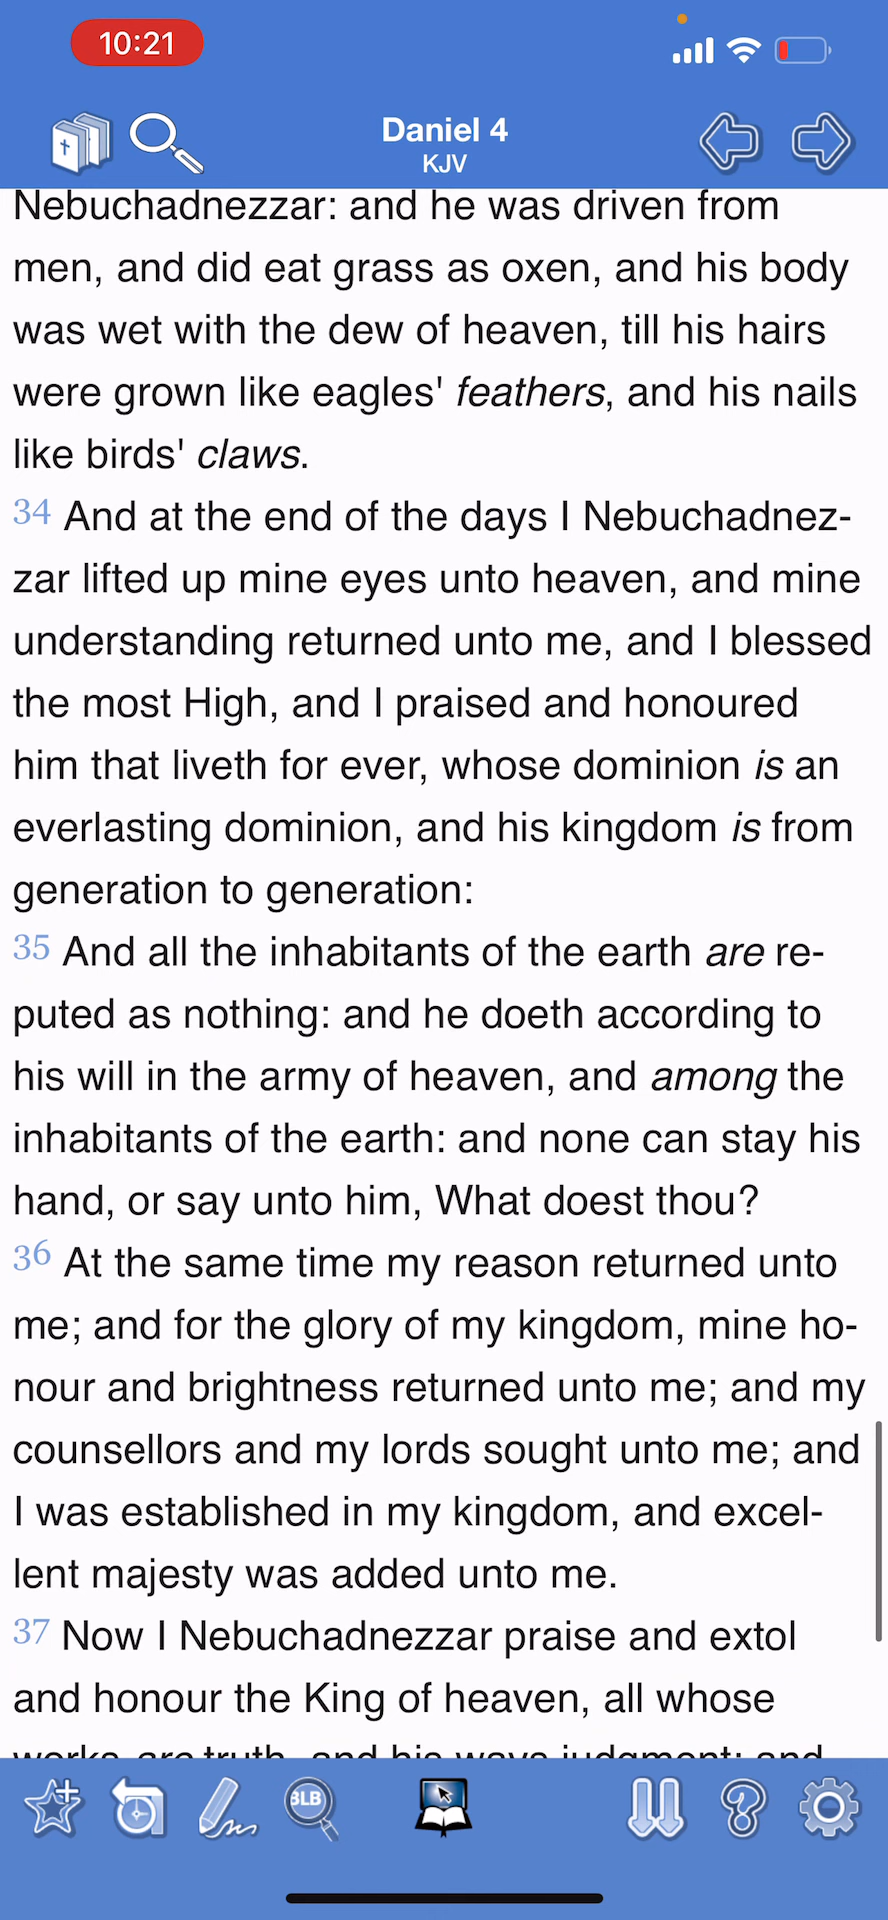 10:21
Daniel 4
KJV
Nebuchadnezzar: and he was driven from
men, and did eat grass as oxen, and his body
was wet with the dew of heaven, till his hairs
were grown like eagles' feathers, and his nails
like birds' claws.
34 And at the end of the days I Nebuchadnez-
zar lifted up mine eyes unto heaven, and mine
understanding returned unto me, and I blessed
the most High, and I praised and honoured
him that liveth for ever, whose dominion is an
everlasting dominion, and his kingdom is from
generation to generation:
35 And all the inhabitants of the earth are re-
puted as nothing: and he doeth according to
his will in the army of heaven, and among the
inhabitants of the earth: and none can stay his
hand, or say unto him, What doest thou?
36 At the same time my reason returned unto
me; and for the glory of my kingdom, mine ho-
nour and brightness returned unto me; and my
counsellors and my lords sought unto me; and
I was established in my kingdom, and excel-
lent majesty was added unto me.
37 Now I Nebuchadnezzar praise and extol
and honour the King of heaven, all whose
works are truth, and his ways judgment: and
BLB